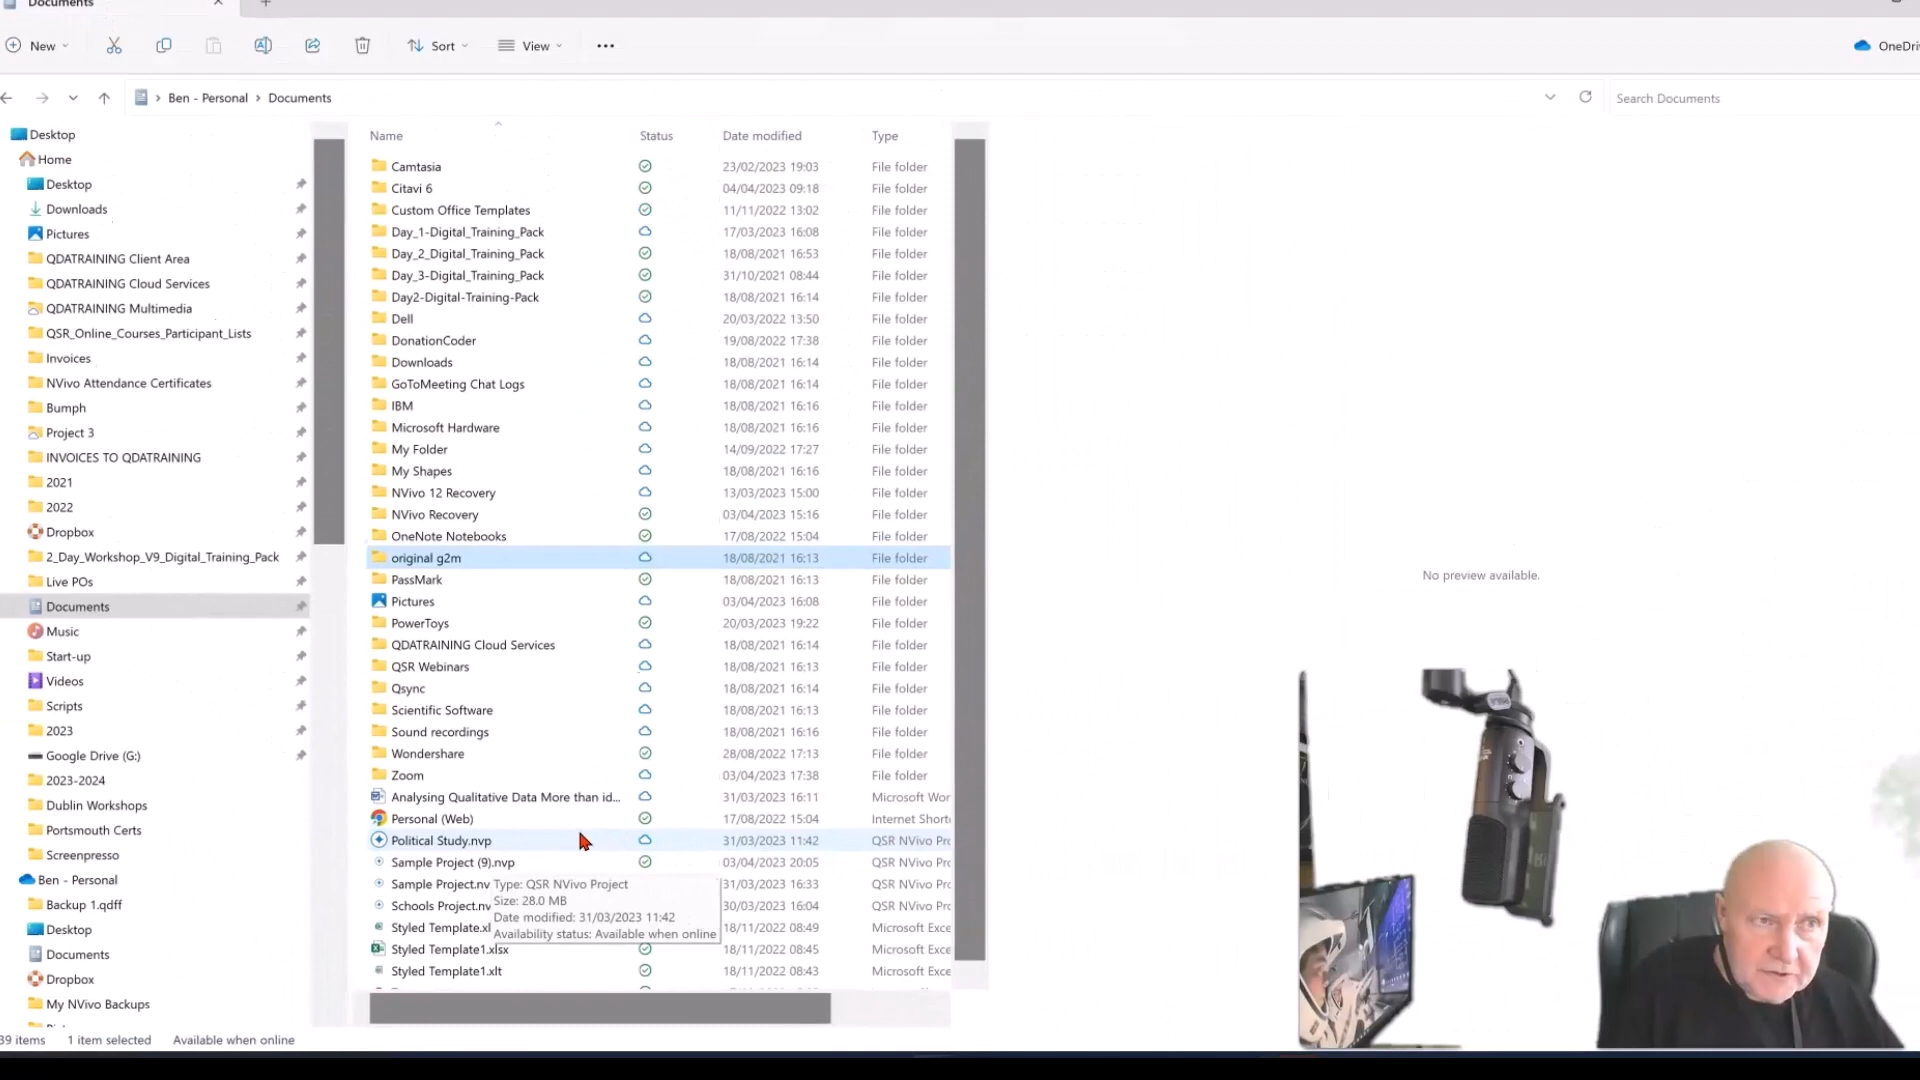 Documents
New
Sort
View
OneDri
Ben - Personal > Documents
Search Documents
Desktop
Home
Desktop
Downloads
Pictures
QDATRAINING Client Area
QDATRAINING Cloud Services
QDATRAINING Multimedia
QSR_Online_Courses_Participant_Lists
Invoices
NVivo Attendance Certificates
Bumph
Project 3
INVOICES TO QDATRAINING
2021
2022
Dropbox
2_Day_Workshop_V9_Digital_Training_Pack
Live POs
Documents
Music
Start-up
Videos
Scripts
2023
Google Drive (G:)
2023-2024
Dublin Workshops
Portsmouth Certs
Screenpresso
Ben - Personal
Backup 1.qdff
Desktop
Documents
Dropbox
My NVivo Backups
Name Status Date modified Type
Camtasia 23/02/2023 19:03 File folder
Citavi 6 04/04/2023 09:18 File folder
Custom Office Templates 11/11/2022 13:02 File folder
Day_1-Digital_Training_Pack 17/03/2023 16:08 File folder
Day_2_Digital_Training_Pack 18/08/2021 16:53 File folder
Day_3-Digital_Training_Pack 31/10/2021 08:44 File folder
Day2-Digital-Training-Pack 18/08/2021 16:14 File folder
Dell 20/03/2022 13:50 File folder
DonationCoder 19/08/2022 17:38 File folder
Downloads 18/08/2021 16:14 File folder
GoToMeeting Chat Logs 18/08/2021 16:14 File folder
IBM 18/08/2021 16:16 File folder
Microsoft Hardware 18/08/2021 16:16 File folder
My Folder 14/09/2022 17:27 File folder
My Shapes 18/08/2021 16:16 File folder
NVivo 12 Recovery 13/03/2023 15:00 File folder
NVivo Recovery 03/04/2023 15:16 File folder
OneNote Notebooks 17/08/2022 15:04 File folder
original g2m 18/08/2021 16:13 File folder
PassMark 18/08/2021 16:13 File folder
Pictures 03/04/2023 16:08 File folder
PowerToys 20/03/2023 19:22 File folder
QDATRAINING Cloud Services 18/08/2021 16:14 File folder
QSR Webinars 18/08/2021 16:13 File folder
Qsync 18/08/2021 16:14 File folder
Scientific Software 18/08/2021 16:13 File folder
Sound recordings 18/08/2021 16:16 File folder
Wondershare 28/08/2022 17:13 File folder
Zoom 03/04/2023 17:38 File folder
Analysing Qualitative Data More than id... 31/03/2023 16:11 Microsoft Wor
Personal (Web) 17/08/2022 15:04 Internet Short
Political Study.nvp 31/03/2023 11:42 QSR NVivo Pro
Sample Project (9).nvp 03/04/2023 20:05 QSR NVivo Pro
Sample Project.nv 31/03/2023 16:33 QSR NVivo Pro
Schools Project.nv 30/03/2023 16:04 QSR NVivo Pro
Styled Template.xl 18/11/2022 08:49 Microsoft Exce
Styled Template1.xlsx 18/11/2022 08:45 Microsoft Exce
Styled Template1.xlt 18/11/2022 08:43 Microsoft Exce
Type: QSR NVivo Project
Size: 28.0 MB
Date modified: 31/03/2023 11:42
Availability status: Available when online
No preview available.
39 items 1 item selected Available when online